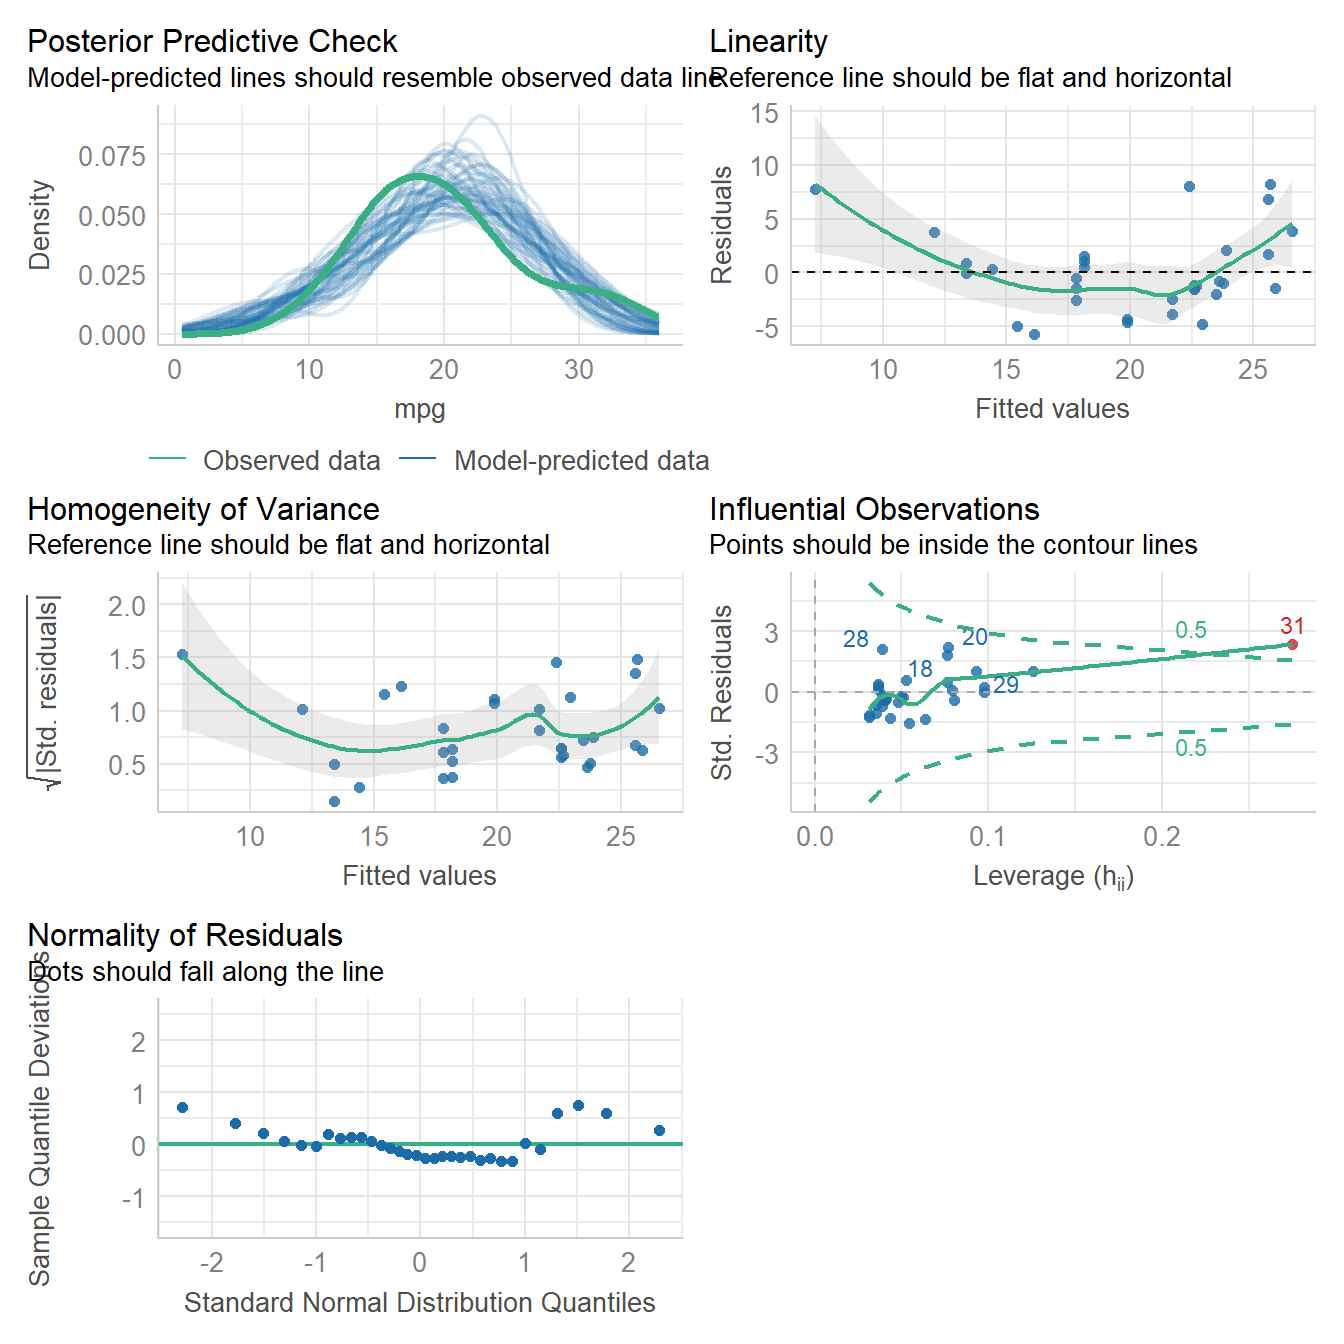 Posterior Predictive Check
Model-predicted lines should resemble observed data line
Density
0.075
0.050
0.025
0.000
0
10
20
30
mpg
Observed data
Model-predicted data
Linearity
Reference line should be flat and horizontal
Residuals
15
10
5
0
-5
10
15
20
25
Fitted values
Homogeneity of Variance
Reference line should be flat and horizontal
√|Std. residuals|
2.0
1.5
1.0
0.5
10
15
20
25
Fitted values
Influential Observations
Points should be inside the contour lines
Std. Residuals
3
0
-3
28
20
18
29
0.5
31
0.5
0.0
0.1
0.2
Leverage (hii)
Normality of Residuals
Dots should fall along the line
Sample Quantile Deviations
2
1
0
-1
-2
-1
0
1
2
Standard Normal Distribution Quantiles